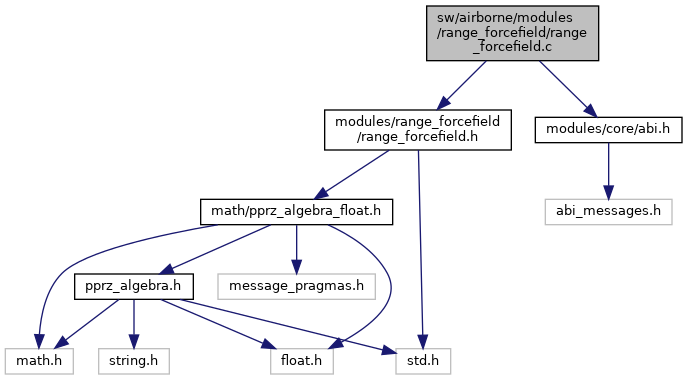 sw/airborne/modules
/range_forcefield/range
_forcefield.c
modules/range_forcefield
/range_forcefield.h
modules/core/abi.h
math/pprz_algebra_float.h
abi_messages.h
pprz_algebra.h
message_pragmas.h
math.h
string.h
float.h
std.h